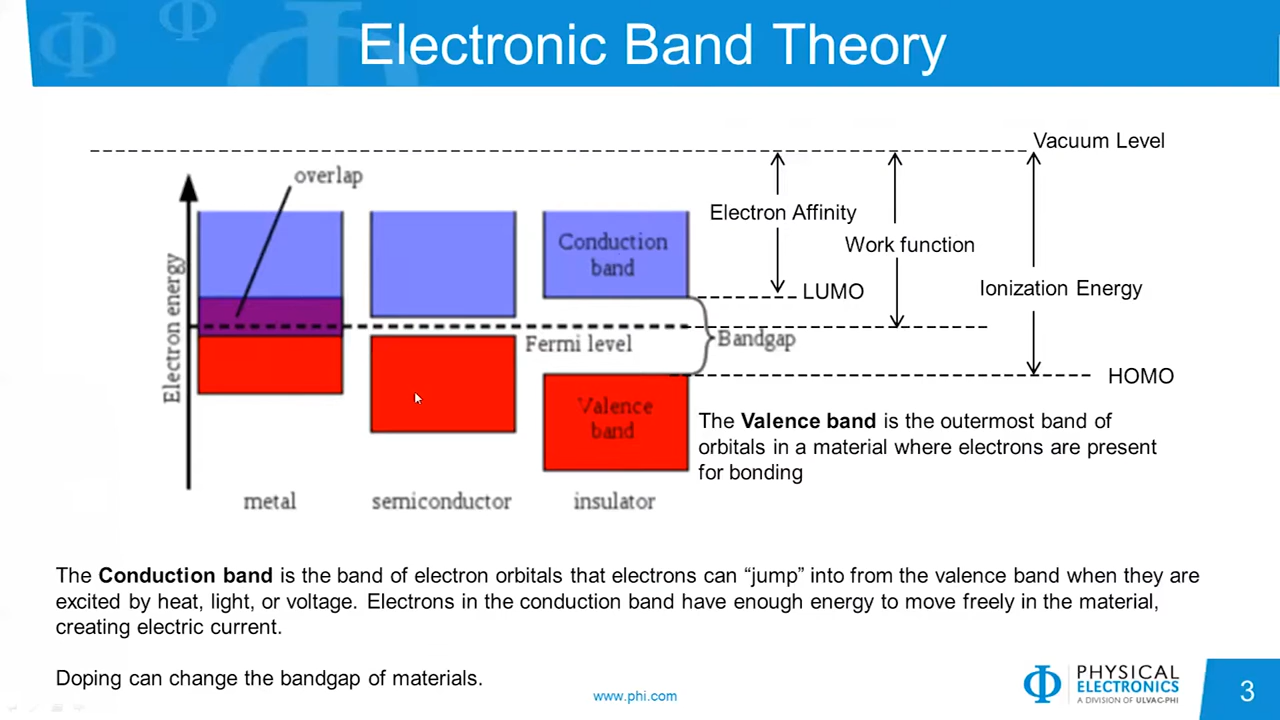 Electronic Band Theory
Vacuum Level
overlap
Electron Affinity
Conduction
band
Work function
Electron energy
LUMO
Ionization Energy
Fermi level
Bandgap
HOMO
Valence
band
The Valence band is the outermost band of
orbitals in a material where electrons are present
for bonding
metal
semiconductor
insulator
The Conduction band is the band of electron orbitals that electrons can “jump” into from the valence band when they are
excited by heat, light, or voltage. Electrons in the conduction band have enough energy to move freely in the material,
creating electric current.
Doping can change the bandgap of materials.
www.phi.com
Φ PHYSICAL
ELECTRONICS
A DIVISION OF ULVAC-PHI
3